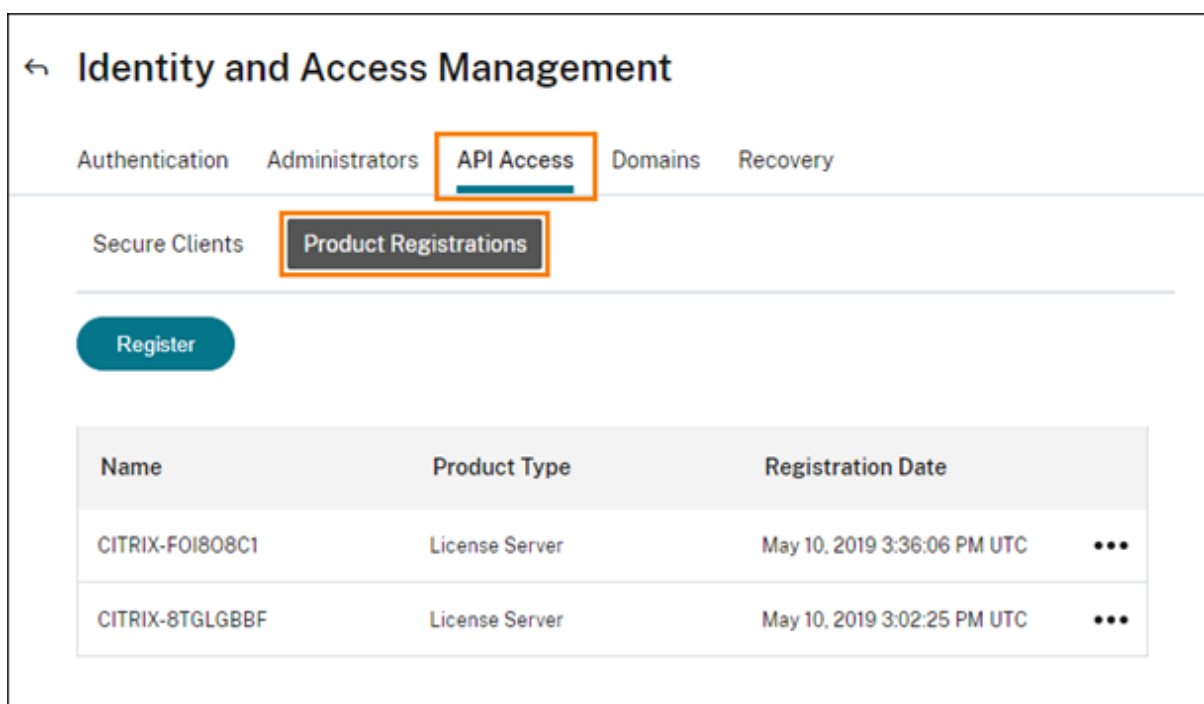 Identity and Access Management
Authentication Administrators API Access Domains Recovery
Secure Clients Product Registrations
Register
Name Product Type Registration Date
CITRIX-FOI8O8C1 License Server May 10, 2019 3:36:06 PM UTC
CITRIX-8TGLGBBF License Server May 10, 2019 3:02:25 PM UTC